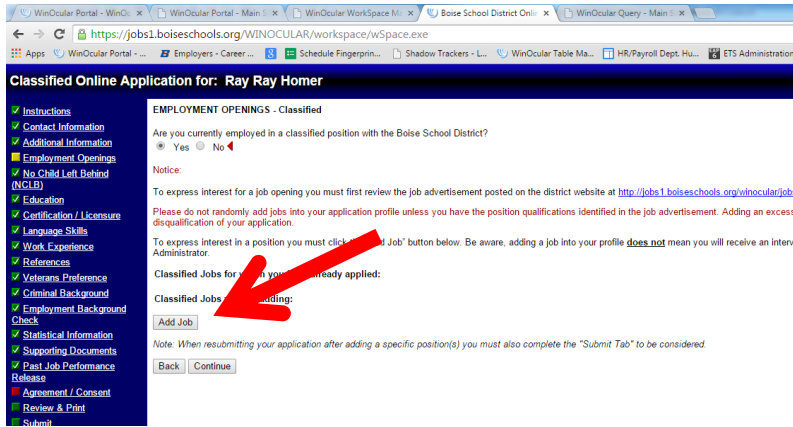 WinOcular Portal - WinOc
WinOcular Portal - Main S
WinOcular WorkSpace Ma
Boise School District Onlin
WinOcular Query - Main S
https://jobs1.boiseschools.org/WINOCULAR/workspace/wSpace.exe
Apps
WinOcular Portal - ...
Employers - Career ...
Schedule Fingerprin...
Shadow Trackers - L...
WinOcular Table Ma...
HR/Payroll Dept. Hu...
ETS Administration
Classified Online Application for: Ray Ray Homer
Instructions
Contact Information
Additional Information
Employment Openings
No Child Left Behind
(NCLB)
Education
Certification / Licensure
Language Skills
Work Experience
References
Veterans Preference
Criminal Background
Employment Background
Check
Statistical Information
Supporting Documents
Past Job Performance
Release
Agreement / Consent
Review & Print
Submit
EMPLOYMENT OPENINGS - Classified
Are you currently employed in a classified position with the Boise School District?
Yes No
Notice:
To express interest for a job opening you must first review the job advertisement posted on the district website at http://jobs1.boiseschools.org/winocular/job
Please do not randomly add jobs into your application profile unless you have the position qualifications identified in the job advertisement. Adding an excess
disqualification of your application.
To express interest in a position you must click d Job" button below. Be aware, adding a job into your profile does not mean you will receive an interv
Administrator.
Classified Jobs for you already applied:
Classified Jobs adding:
Add Job
Note: When resubmitting your application after adding a specific position(s) you must also complete the "Submit Tab" to be considered.
Back
Continue